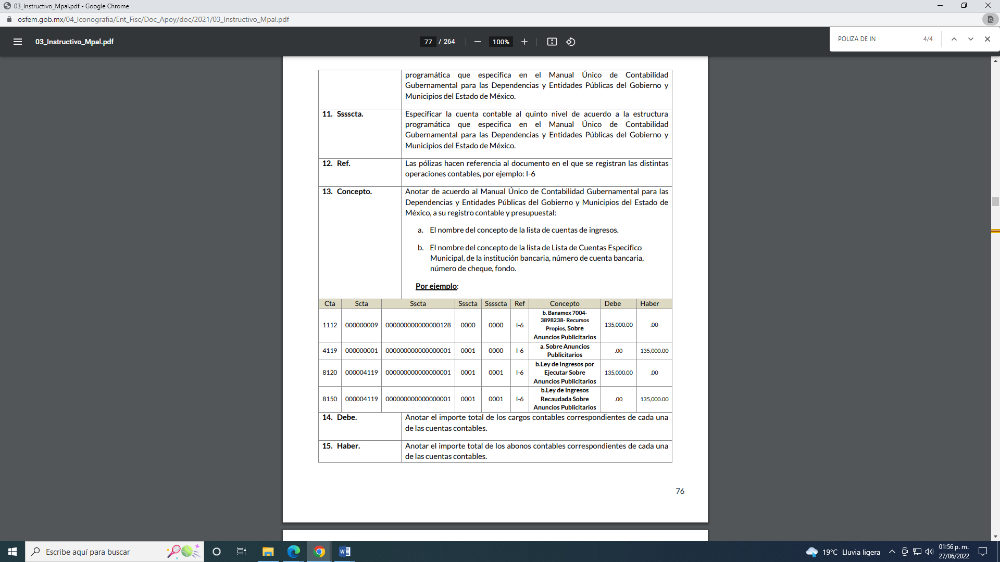 03_Instructivo_Mpal.pdf - Google Chrome
osfem.gob.mx/04_Iconografia/Ent_Fisc/Doc_Apoy/doc/2021/03_Instructivo_Mpal.pdf
03_Instructivo_Mpal.pdf
77 / 264
100%
POLIZA DE IN
4/4
programática que especifica en el Manual Único de Contabilidad
Gubernamental para las Dependencias y Entidades Públicas del Gobierno y
Municipios del Estado de México.
11. Sssscta.
Especificar la cuenta contable al quinto nivel de acuerdo a la estructura
programática que especifica en el Manual Único de Contabilidad
Gubernamental para las Dependencias y Entidades Públicas del Gobierno y
Municipios del Estado de México.
12. Ref.
Las pólizas hacen referencia al documento en el que se registran las distintas
operaciones contables, por ejemplo: I-6
13. Concepto.
Anotar de acuerdo al Manual Único de Contabilidad Gubernamental para las
Dependencias y Entidades Públicas del Gobierno y Municipios del Estado de
México, a su registro contable y presupuestal:
a. El nombre del concepto de la lista de cuentas de ingresos.
b. El nombre del concepto de la lista de Lista de Cuentas Especifico
Municipal, de la institución bancaria, número de cuenta bancaria,
número de cheque, fondo.
Por ejemplo:
Cta Scta Sscta Ssscta Sssscta Ref Concepto Debe Haber
b. Banamex 7004-
3898238- Recursos
Propios, Sobre
Anuncios Publicitarios
1112 000000009 000000000000000128 0000 0000 I-6 135,000.00 .00
a. Sobre Anuncios
Publicitarios
4119 000000001 000000000000000001 0001 0000 I-6 .00 135,000.00
b.Ley de Ingresos por
Ejecutar Sobre
Anuncios Publicitarios
8120 000004119 000000000000000001 0001 0001 I-6 135,000.00 .00
b.Ley de Ingresos
Recaudada Sobre
Anuncios Publicitarios
8150 000004119 000000000000000001 0001 0001 I-6 .00 135,000.00
14. Debe.
Anotar el importe total de los cargos contables correspondientes de cada una
de las cuentas contables.
15. Haber.
Anotar el importe total de los abonos contables correspondientes de cada una
de las cuentas contables.
76
Escribe aquí para buscar
19°C Lluvia ligera
01:56 p. m.
27/06/2022